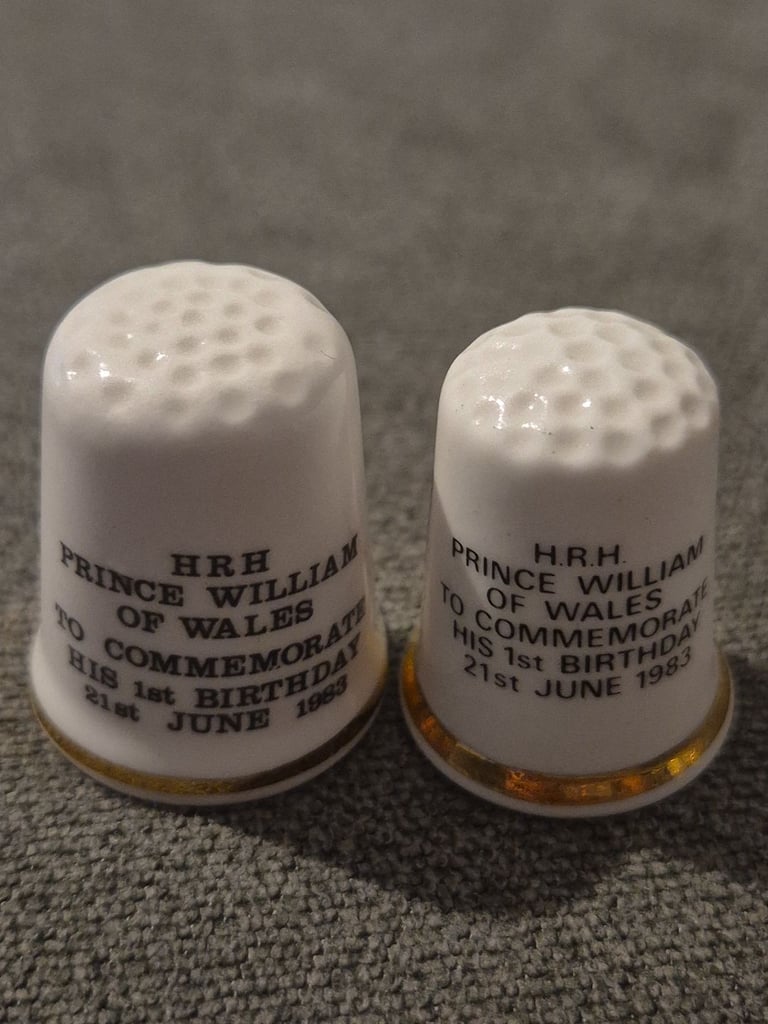 HRH
PRINCE WILLIAM
OF WALES
TO COMMEMORATE
HIS 1st BIRTHDAY
21st JUNE 1983
H.R.H.
PRINCE WILLIAM
OF WALES
TO COMMEMORATE
HIS 1st BIRTHDAY
21st JUNE 1983